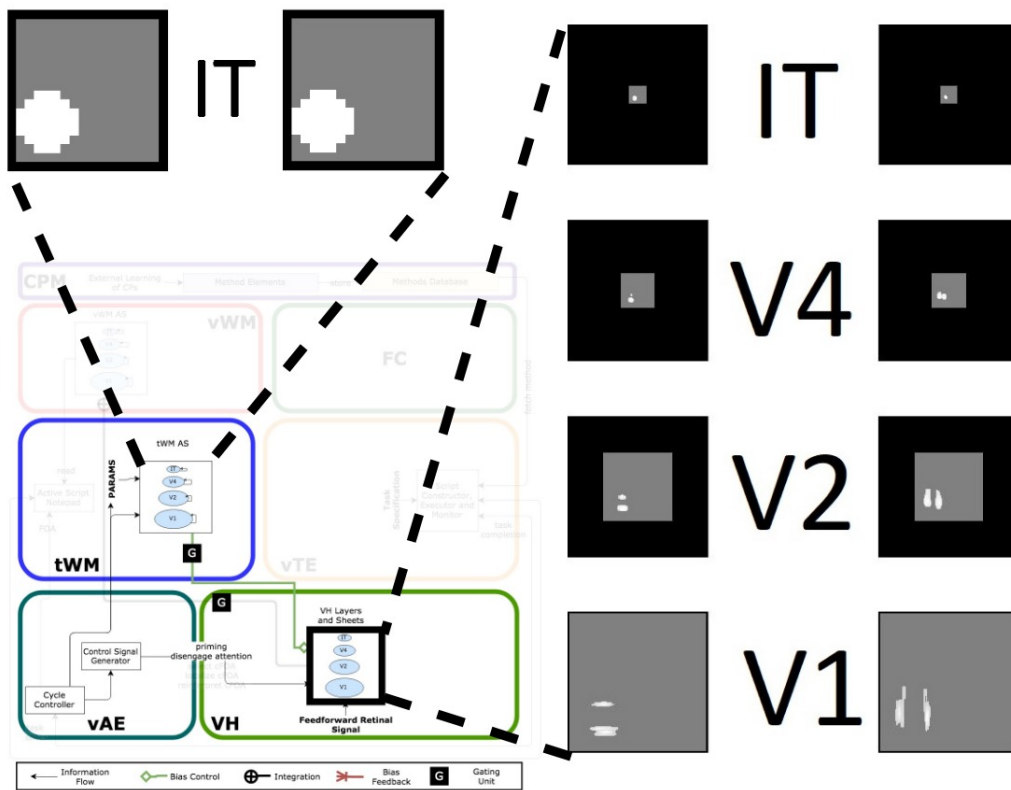 IT
IT
V4
V2
V1
CPM
External Learning
of CPs
Method Elements
store
Methods Database
vWM AS
vWM
FC
fetch method
IT
V4
tWM AS
IT
V4
V2
V1
PARAMS
read
Active Script
Notepad
FOA
tWM
G
Task
Specification
Script
Constructor,
Executor and
Monitor
task
completion
vTE
G
VH Layers
and Sheets
IT
V4
V2
V1
Control Signal
Generator
priming
disengage attention
Cycle
Controller
vAE
VH
Feedforward Retinal
Signal
Information
Flow
Bias Control
Integration
Bias
Feedback
G
Gating
Unit